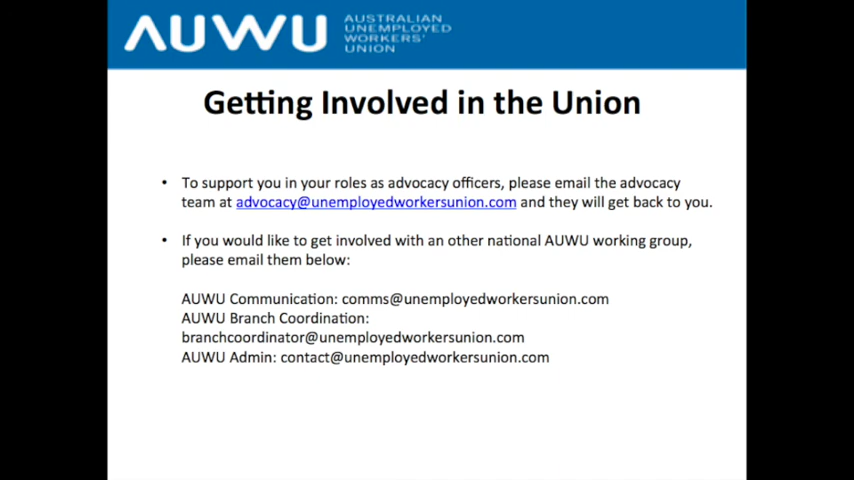 AUWU
AUSTRALIAN
UNEMPLOYED
WORKERS'
UNION
Getting Involved in the Union
• To support you in your roles as advocacy officers, please email the advocacy
team at advocacy@unemployedworkersunion.com and they will get back to you.
• If you would like to get involved with an other national AUWU working group,
please email them below:
AUWU Communication: comms@unemployedworkersunion.com
AUWU Branch Coordination:
branchcoordinator@unemployedworkersunion.com
AUWU Admin: contact@unemployedworkersunion.com